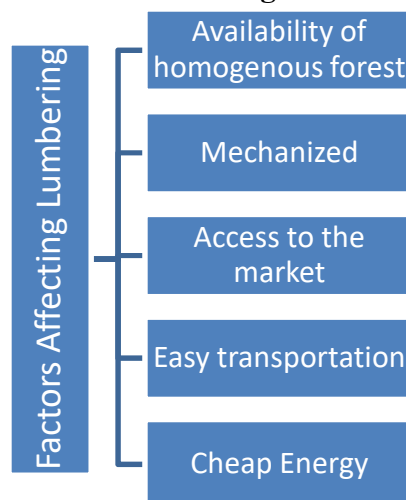 Factors Affecting Lumbering
Availability of
homogenous forest
Mechanized
Access to the
market
Easy transportation
Cheap Energy